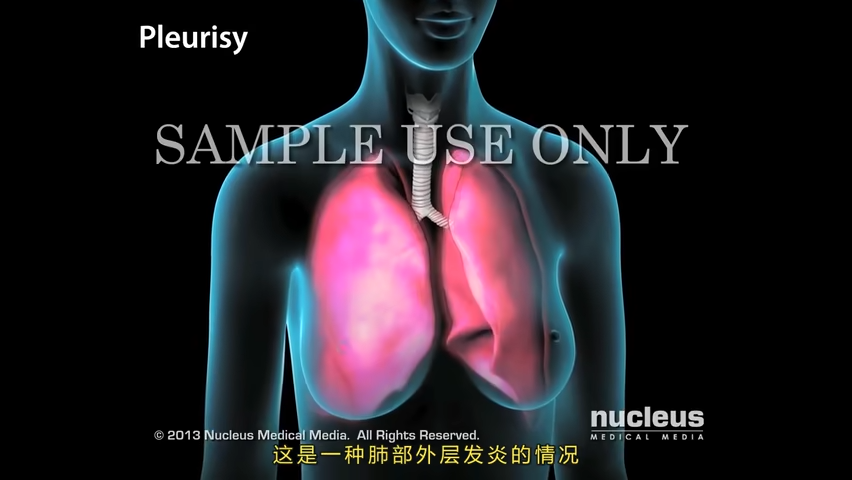 Pleurisy
SAMPLE USE ONLY
nucleus
MEDICAL MEDIA
© 2013 Nucleus Medical Media. All Rights Reserved.
这是一种肺部外层发炎的情况